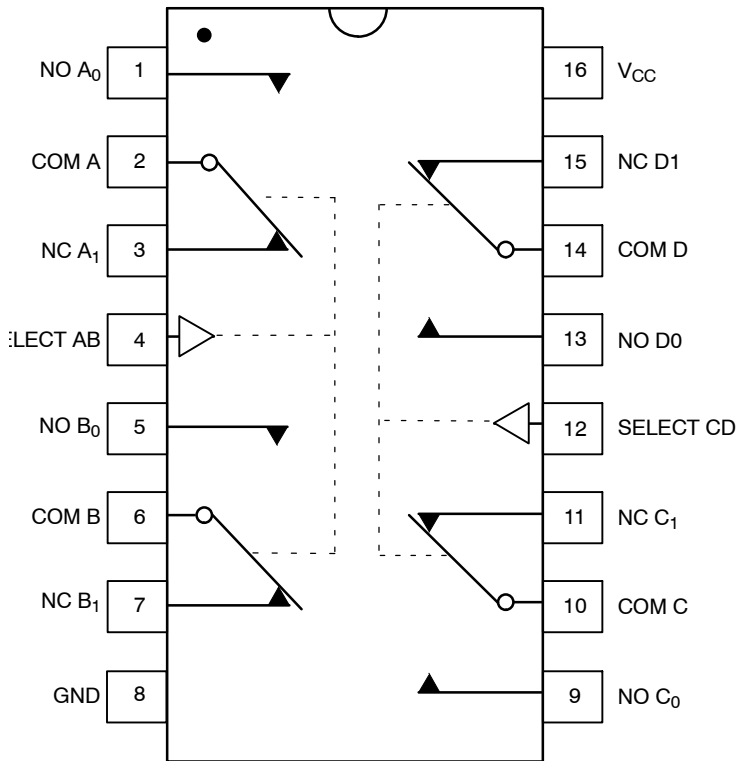 NO A₀ 1
COM A 2
NC A₁ 3
ELECT AB 4
NO B₀ 5
COM B 6
NC B₁ 7
GND 8
16 VCC
15 NC D1
14 COM D
13 NO D0
12 SELECT CD
11 NC C₁
10 COM C
9 NO C₀